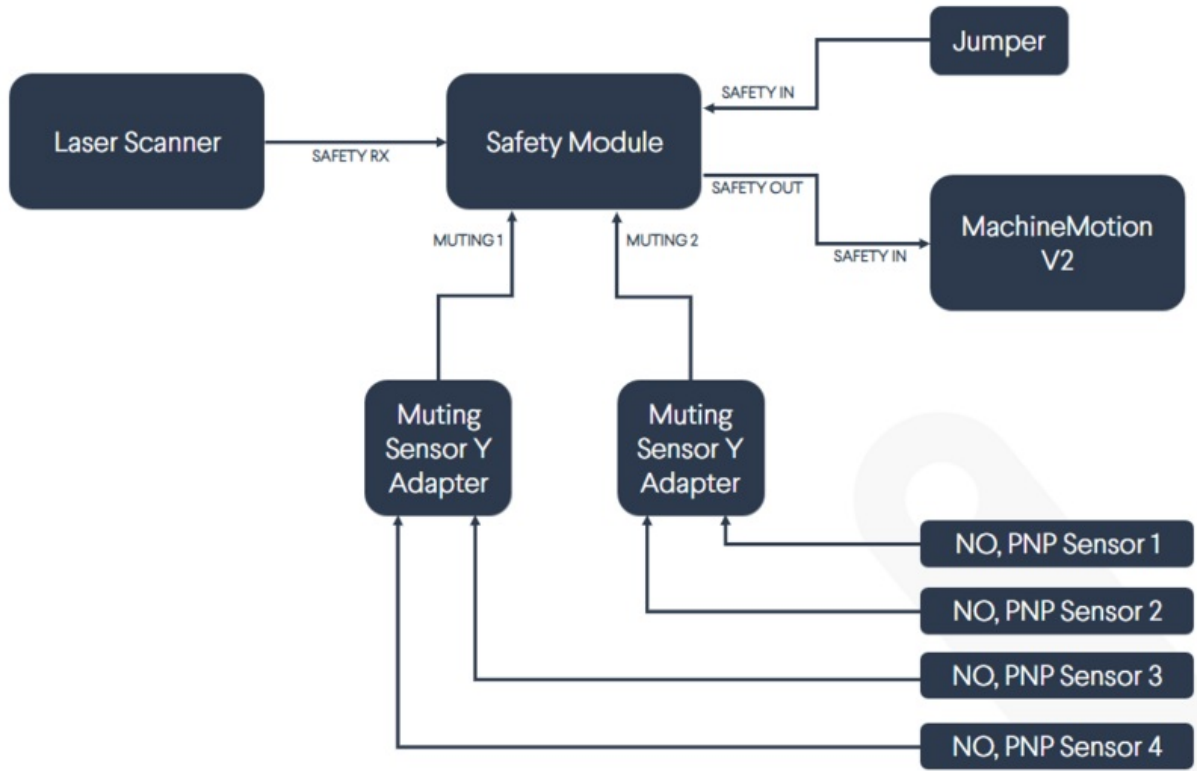 Jumper
SAFETY IN
Laser Scanner
SAFETY RX
Safety Module
SAFETY OUT
SAFETY IN
MachineMotion
V2
MUTING 1
MUTING 2
Muting
Sensor Y
Adapter
Muting
Sensor Y
Adapter
NO, PNP Sensor 1
NO, PNP Sensor 2
NO, PNP Sensor 3
NO, PNP Sensor 4